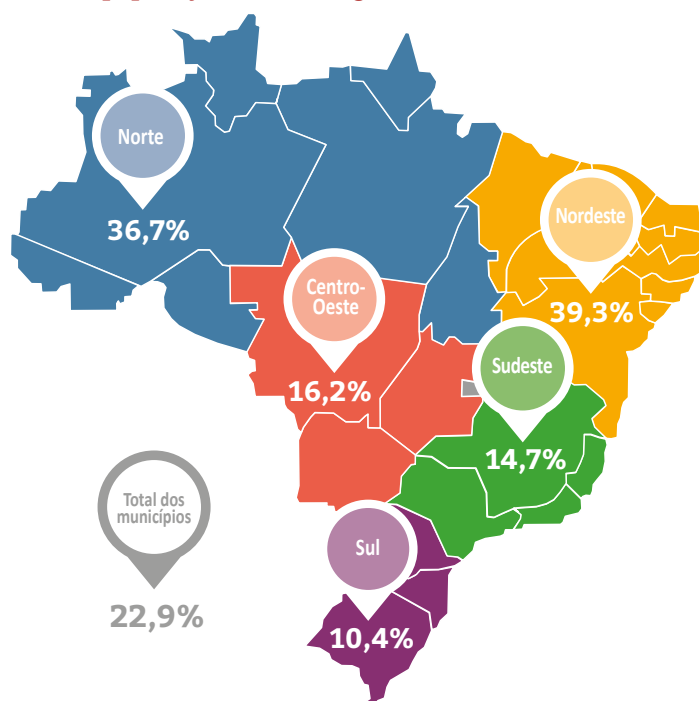 Norte
36,7%
Nordeste
39,3%
Centro-
Oeste
16,2%
Sudeste
14,7%
Total dos
municípios
22,9%
Sul
10,4%